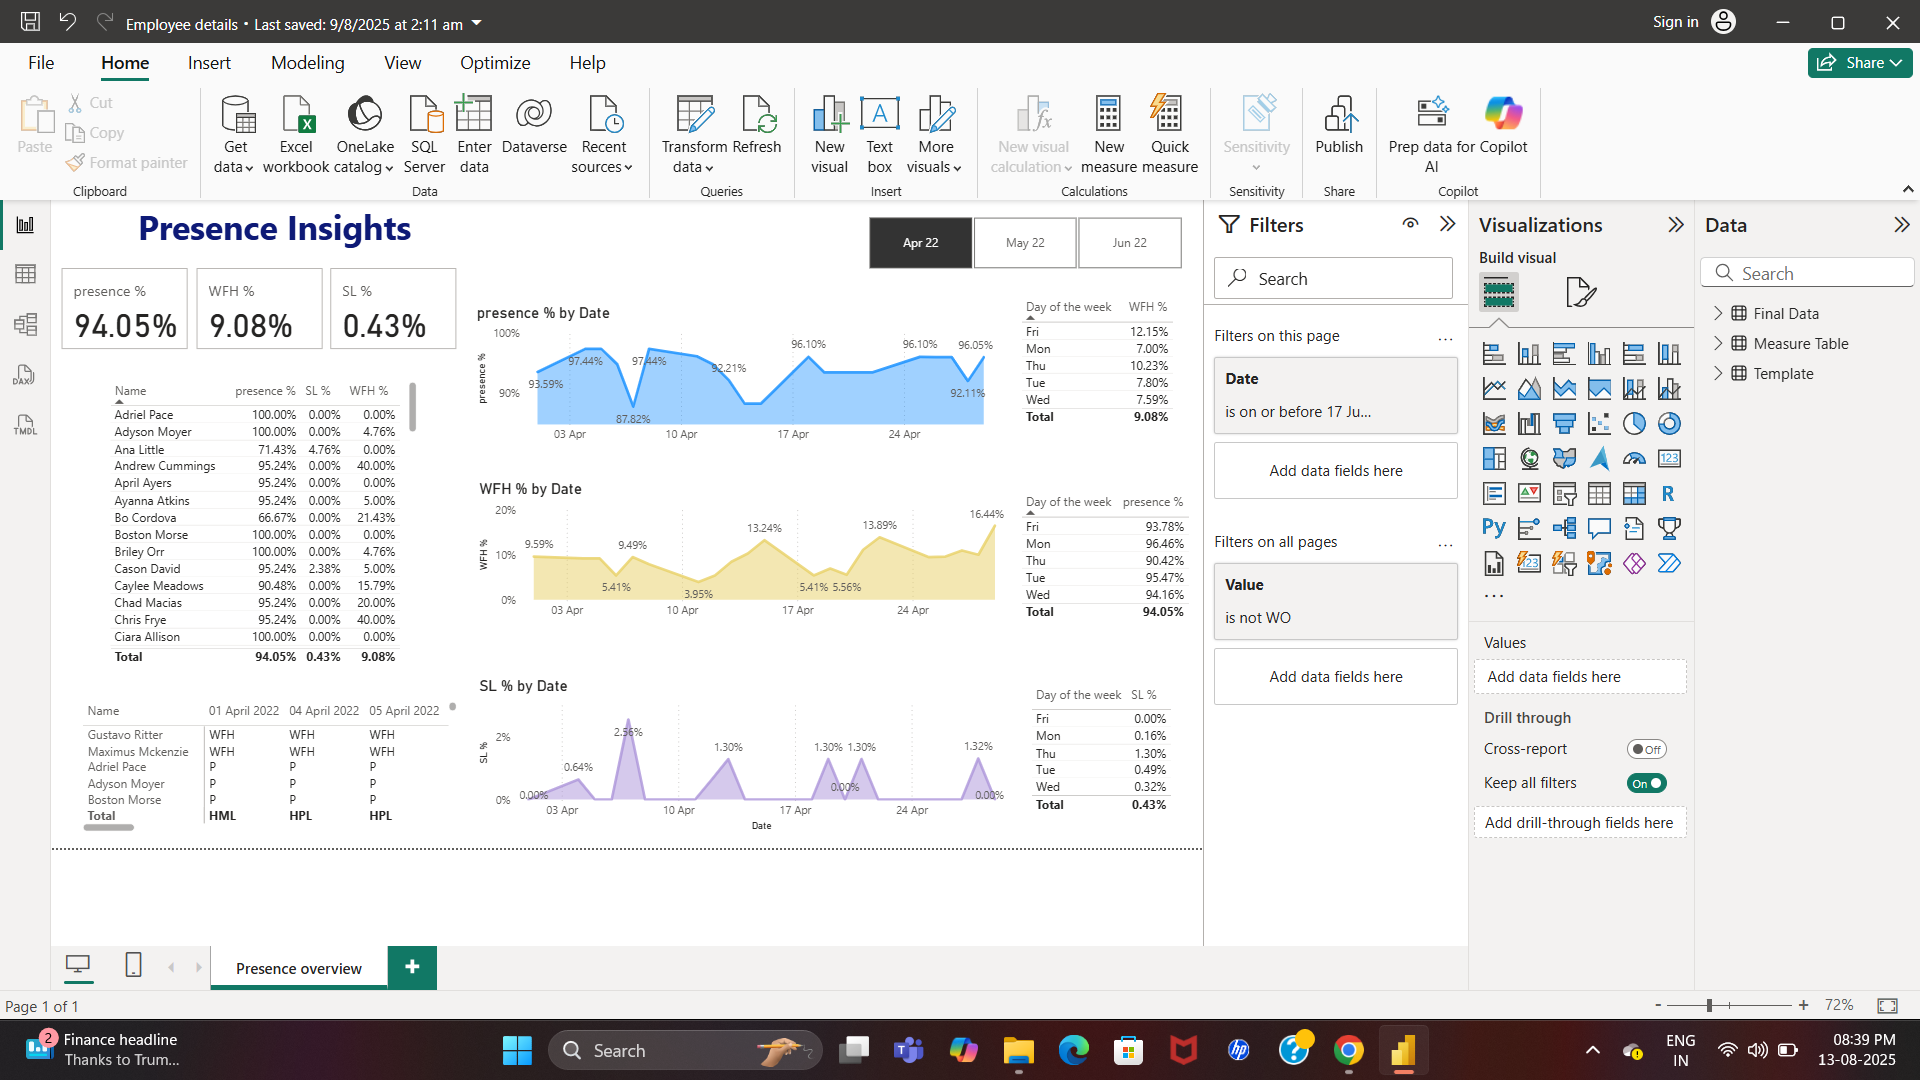 Employee details • Last saved: 9/8/2025 at 2:11 am
Sign in
File Home Insert Modeling View Optimize Help
Share
Paste
Cut
Copy
Format painter
Clipboard
Get data
Excel workbook
OneLake catalog
SQL Server
Enter data
Dataverse
Recent sources
Data
Transform data
Refresh
Queries
New visual
Text box
More visuals
Insert
New visual calculation
New measure
Quick measure
Calculations
Sensitivity
Sensitivity
Publish
Share
Prep data for AI
Copilot
Copilot
Presence Insights
Apr 22
May 22
Jun 22
presence %
94.05%
WFH %
9.08%
SL %
0.43%
Name presence % SL % WFH %
Adriel Pace 100.00% 0.00% 0.00%
Adyson Moyer 100.00% 0.00% 4.76%
Ana Little 71.43% 4.76% 0.00%
Andrew Cummings 95.24% 0.00% 40.00%
April Ayers 95.24% 0.00% 0.00%
Ayanna Atkins 95.24% 0.00% 5.00%
Bo Cordova 66.67% 0.00% 21.43%
Boston Morse 100.00% 0.00% 0.00%
Briley Orr 100.00% 0.00% 4.76%
Cason David 95.24% 2.38% 5.00%
Caylee Meadows 90.48% 0.00% 15.79%
Chad Macias 95.24% 0.00% 20.00%
Chris Frye 95.24% 0.00% 40.00%
Ciara Allison 100.00% 0.00% 0.00%
Total 94.05% 0.43% 9.08%
Name 01 April 2022 04 April 2022 05 April 2022
Gustavo Ritter WFH WFH WFH
Maximus Mckenzie WFH WFH WFH
Adriel Pace P P P
Adyson Moyer P P P
Boston Morse P P P
Total HML HPL HPL
presence % by Date
presence %
100%
90%
93.59%
97.44%
87.82%
97.44%
92.21%
96.10%
96.10%
92.11%
96.05%
03 Apr 10 Apr 17 Apr 24 Apr
Day of the week WFH %
Fri 12.15%
Mon 7.00%
Thu 10.23%
Tue 7.80%
Wed 7.59%
Total 9.08%
WFH % by Date
WFH %
20%
10%
0%
9.59%
5.41%
9.49%
3.95%
13.24%
5.41%
5.56%
13.89%
16.44%
03 Apr 10 Apr 17 Apr 24 Apr
Day of the week presence %
Fri 93.78%
Mon 96.46%
Thu 90.42%
Tue 95.47%
Wed 94.16%
Total 94.05%
SL % by Date
SL %
2%
0%
0.00%
0.64%
2.56%
1.30%
1.30%
0.00%
1.30%
1.32%
0.00%
03 Apr 10 Apr 17 Apr 24 Apr
Date
Day of the week SL %
Fri 0.00%
Mon 0.16%
Thu 1.30%
Tue 0.49%
Wed 0.32%
Total 0.43%
Filters
Search
Filters on this page ...
Date
is on or before 17 Ju...
Add data fields here
Filters on all pages ...
Value
is not WO
Add data fields here
Visualizations
Build visual
123
R
Py
123
...
Values
Add data fields here
Drill through
Cross-report Off
Keep all filters On
Add drill-through fields here
Data
Search
Final Data
Measure Table
Template
DAX
TMDL
Presence overview
+
Page 1 of 1
- + 72%
2
Finance headline
Thanks to Trum...
Search
hp
ENG
IN
08:39 PM
13-08-2025